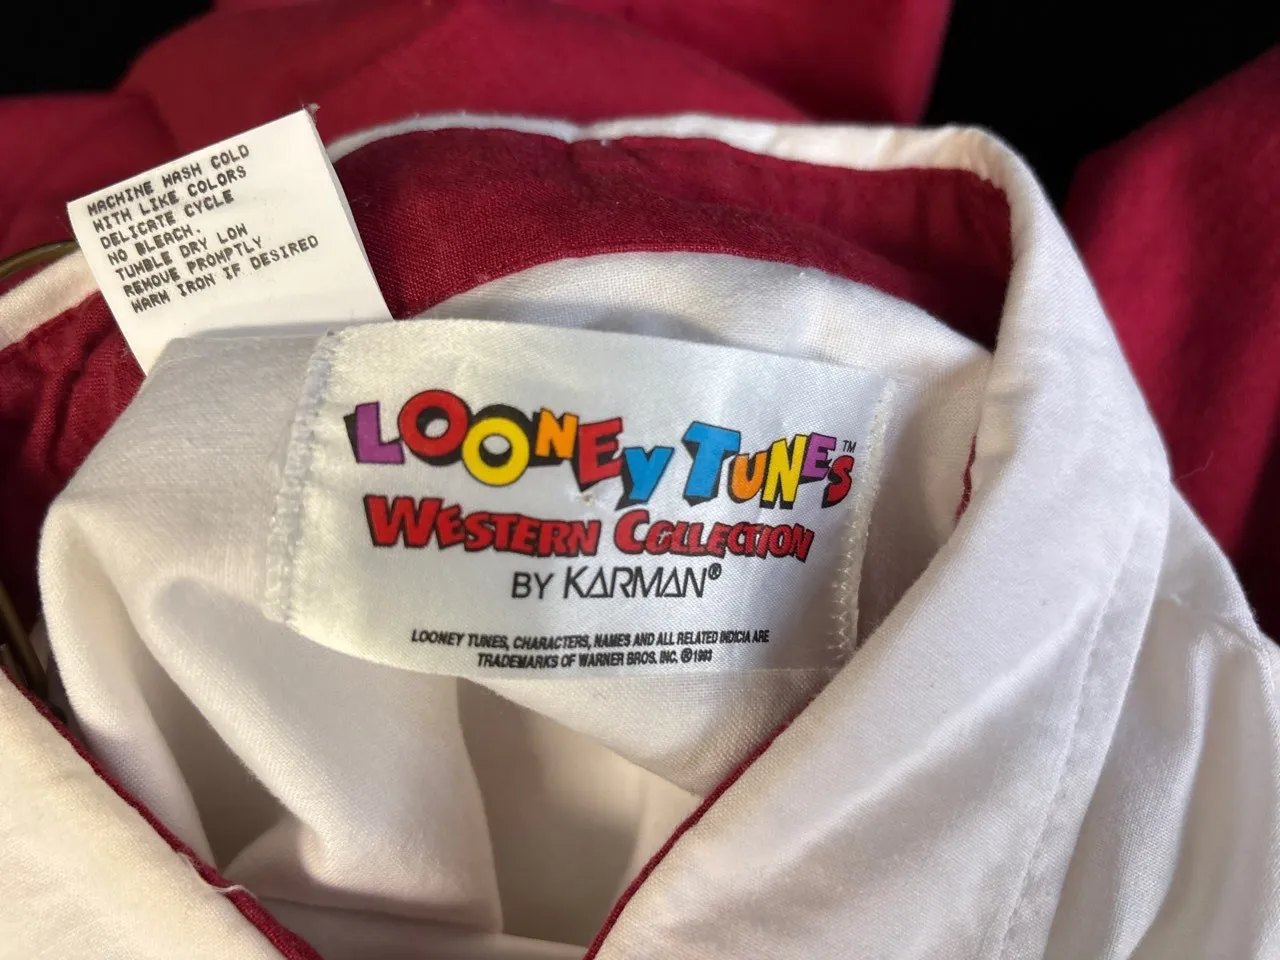 MACHINE WASH COLD
WITH LIKE COLORS
DELICATE CYCLE
NO BLEACH.
TUMBLE DRY LOW
REMOVE PROMPTLY
WARM IRON IF DESIRED
LOONEY TUNES™
WESTERN COLLECTION
BY KARMAN®
LOONEY TUNES, CHARACTERS, NAMES AND ALL RELATED INDICIA ARE
TRADEMARKS OF WARNER BROS. INC. ©1993